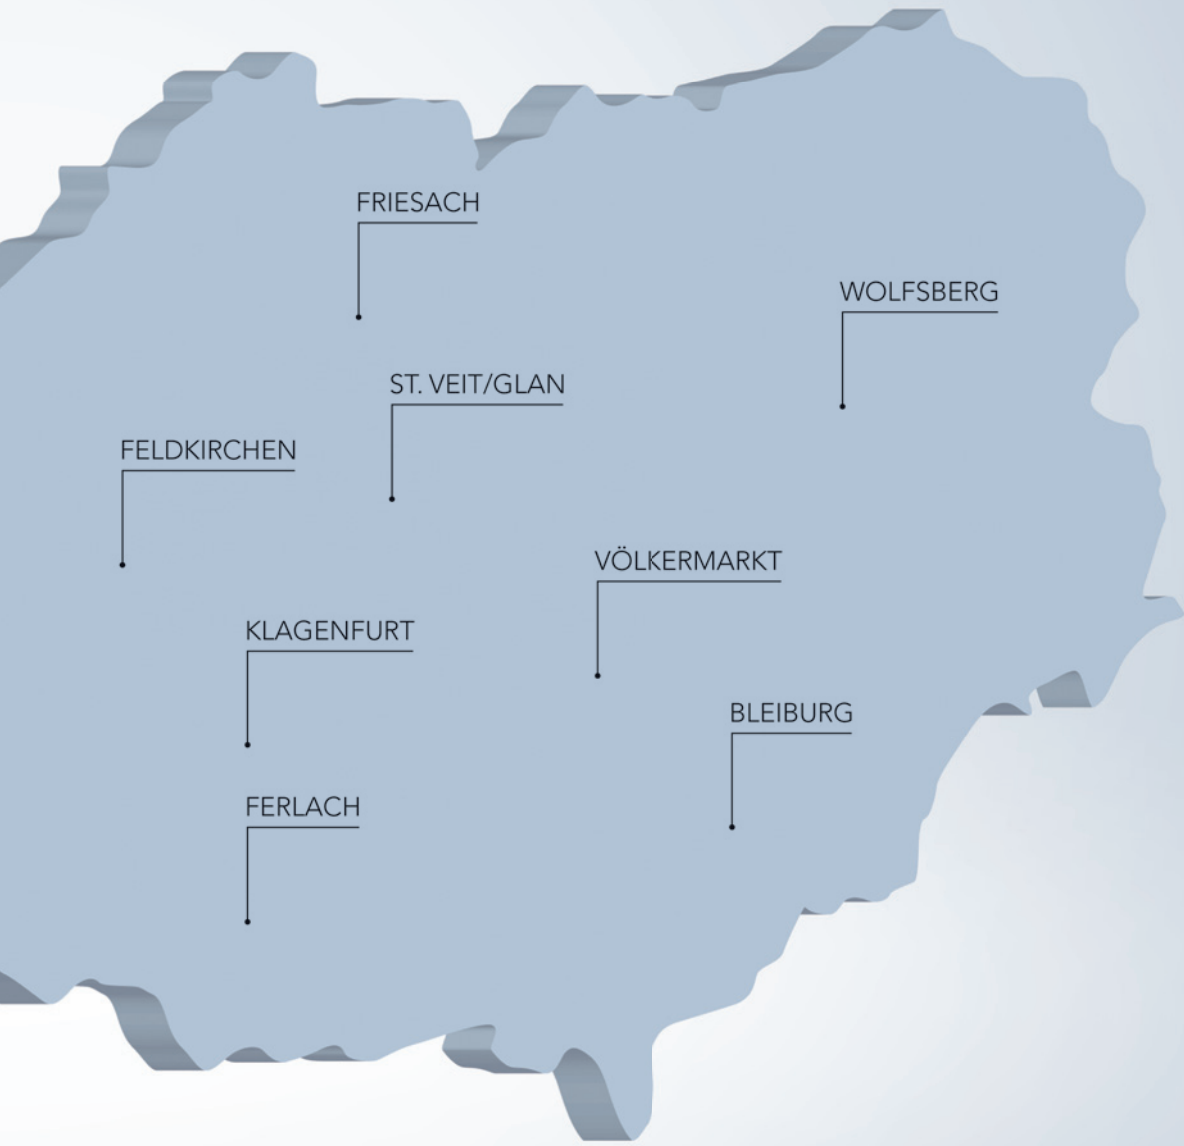 FRIESACH
WOLFSBERG
ST. VEIT/GLAN
FELDKIRCHEN
VÖLKERMARKT
KLAGENFURT
BLEIBURG
FERLACH